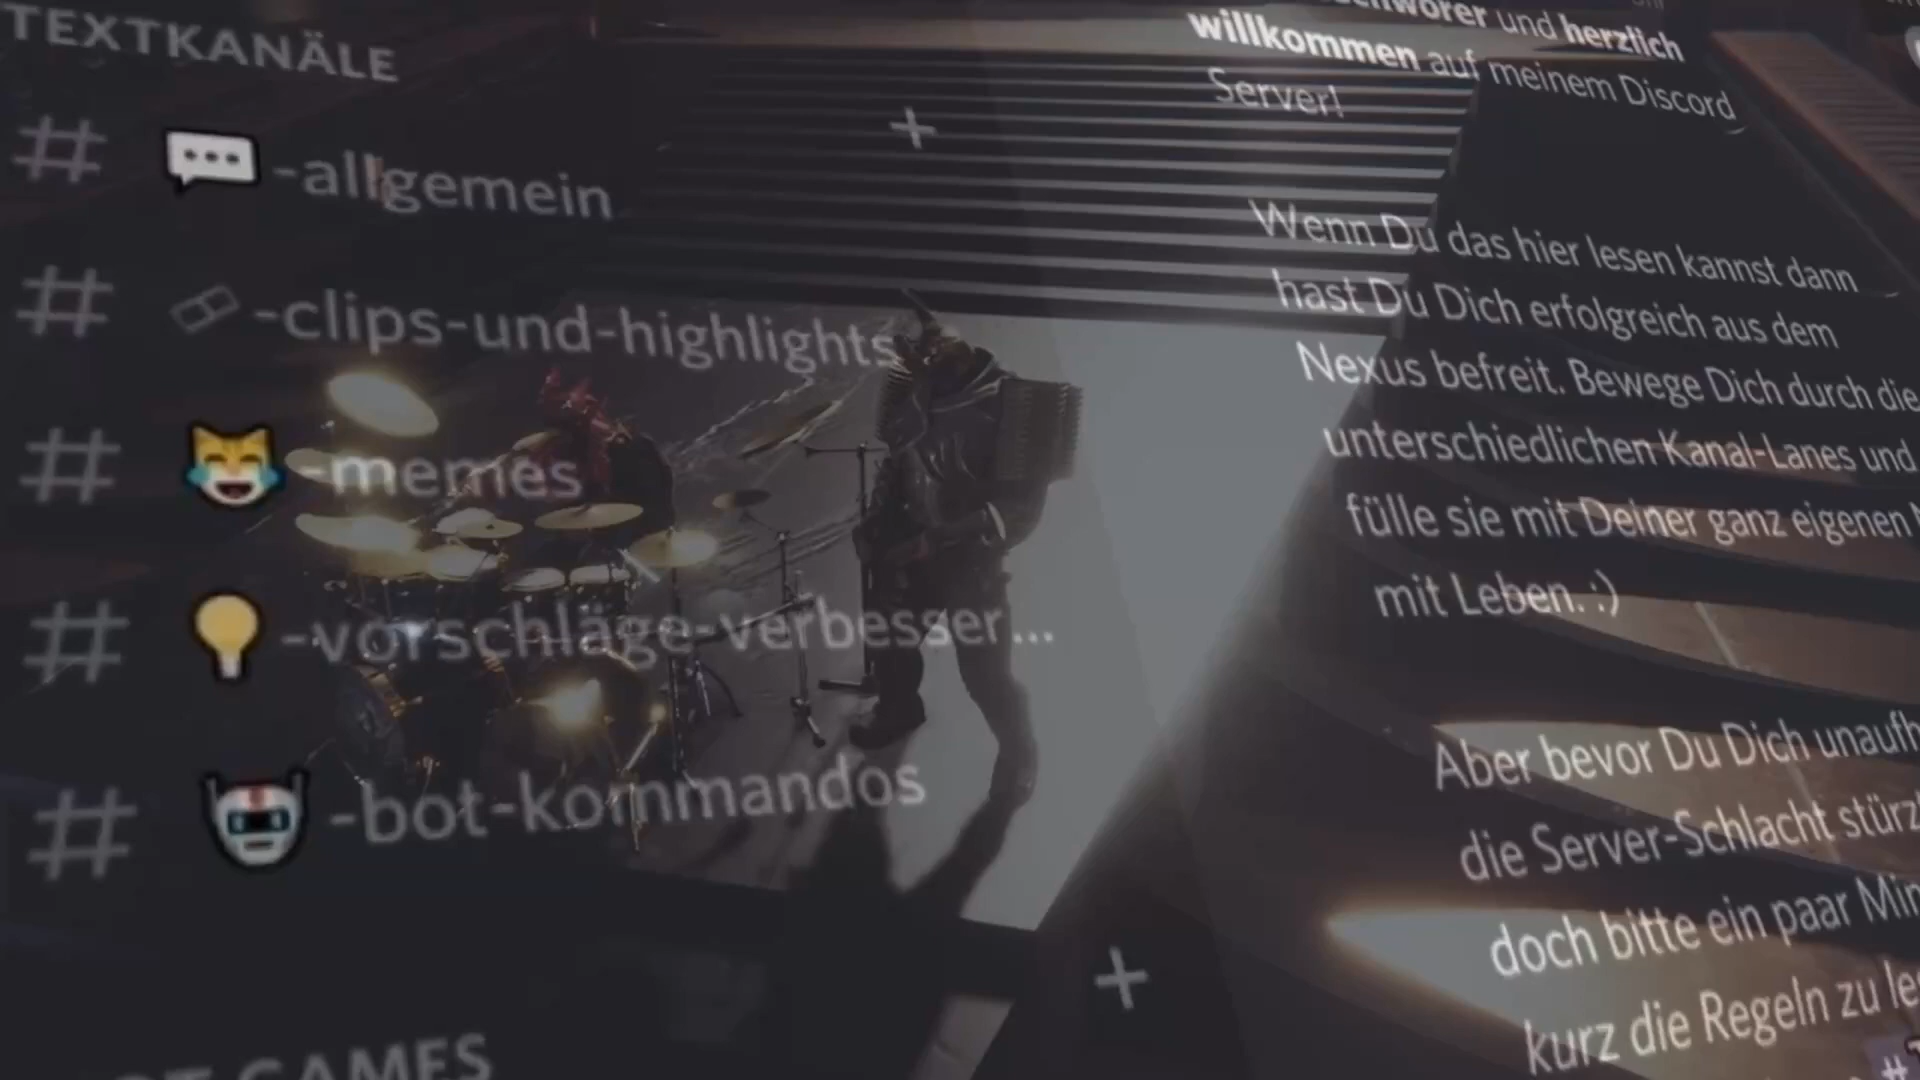 TEXTKANÄLE
# -allgemein
# -clips-und-highlights
# -memes
# -vorschläge-verbesser...
# -bot-kommandos
GAMES
und herzlich
willkommen auf meinem Discord
Server!
Wenn Du das hier lesen kannst dann
hast Du Dich erfolgreich aus dem
Nexus befreit. Bewege Dich durch die
unterschiedlichen Kanal-Lanes und
fülle sie mit Deiner ganz eigenen
mit Leben. :)
Aber bevor Du Dich
die Server-Schlacht
doch bitte ein paar
kurz die Regeln zu